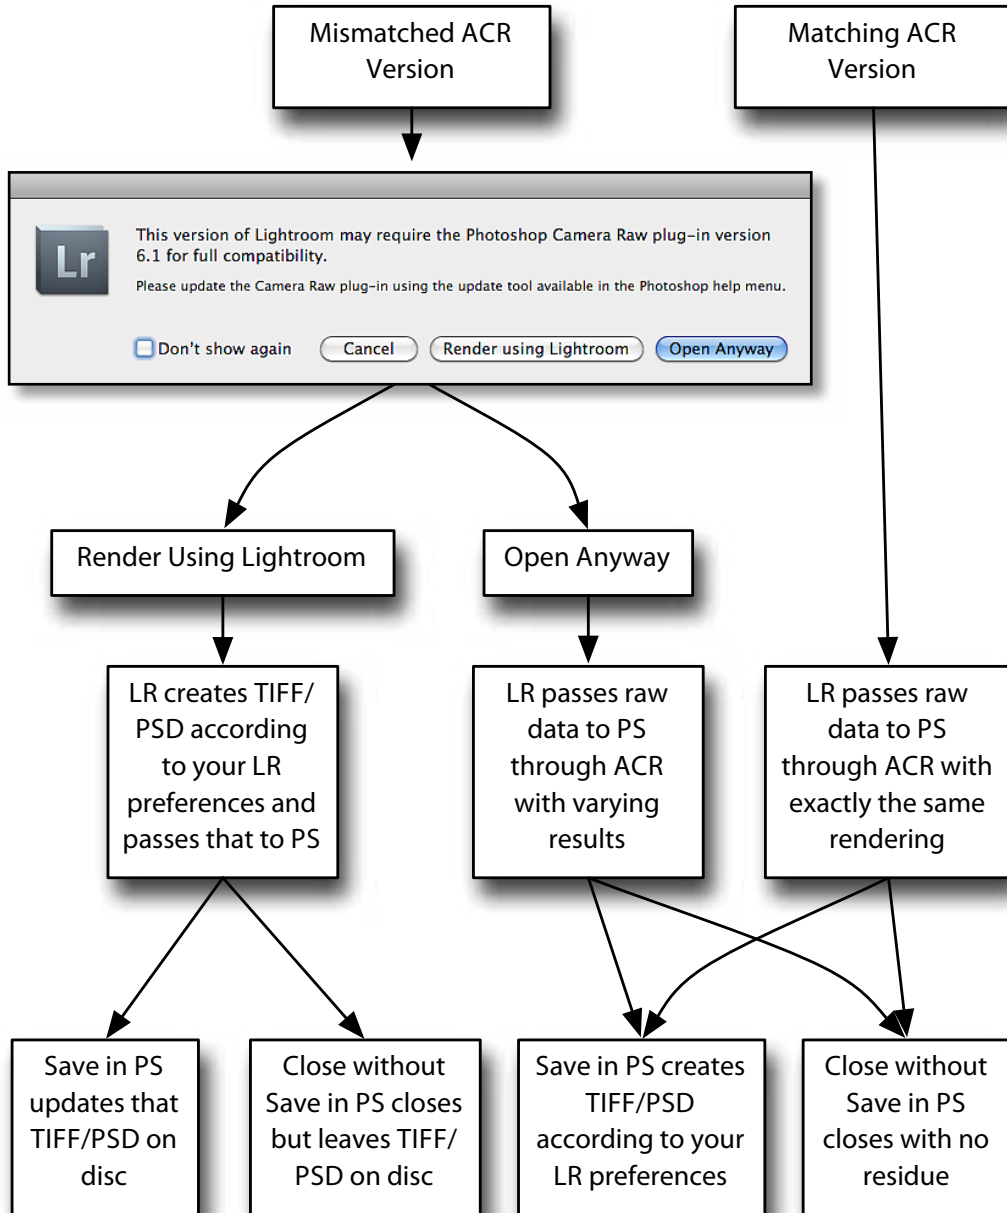 Mismatched ACR
Version
Matching ACR
Version
Lr
This version of Lightroom may require the Photoshop Camera Raw plug-in version
6.1 for full compatibility.
Please update the Camera Raw plug-in using the update tool available in the Photoshop help menu.
Don't show again
Cancel
Render using Lightroom
Open Anyway
Render Using Lightroom
Open Anyway
LR creates TIFF/
PSD according
to your LR
preferences and
passes that to PS
LR passes raw
data to PS
through ACR
with varying
results
LR passes raw
data to PS
through ACR with
exactly the same
rendering
Save in PS
updates that
TIFF/PSD on
disc
Close without
Save in PS closes
but leaves TIFF/
PSD on disc
Save in PS creates
TIFF/PSD
according to your
LR preferences
Close without
Save in PS
closes with no
residue